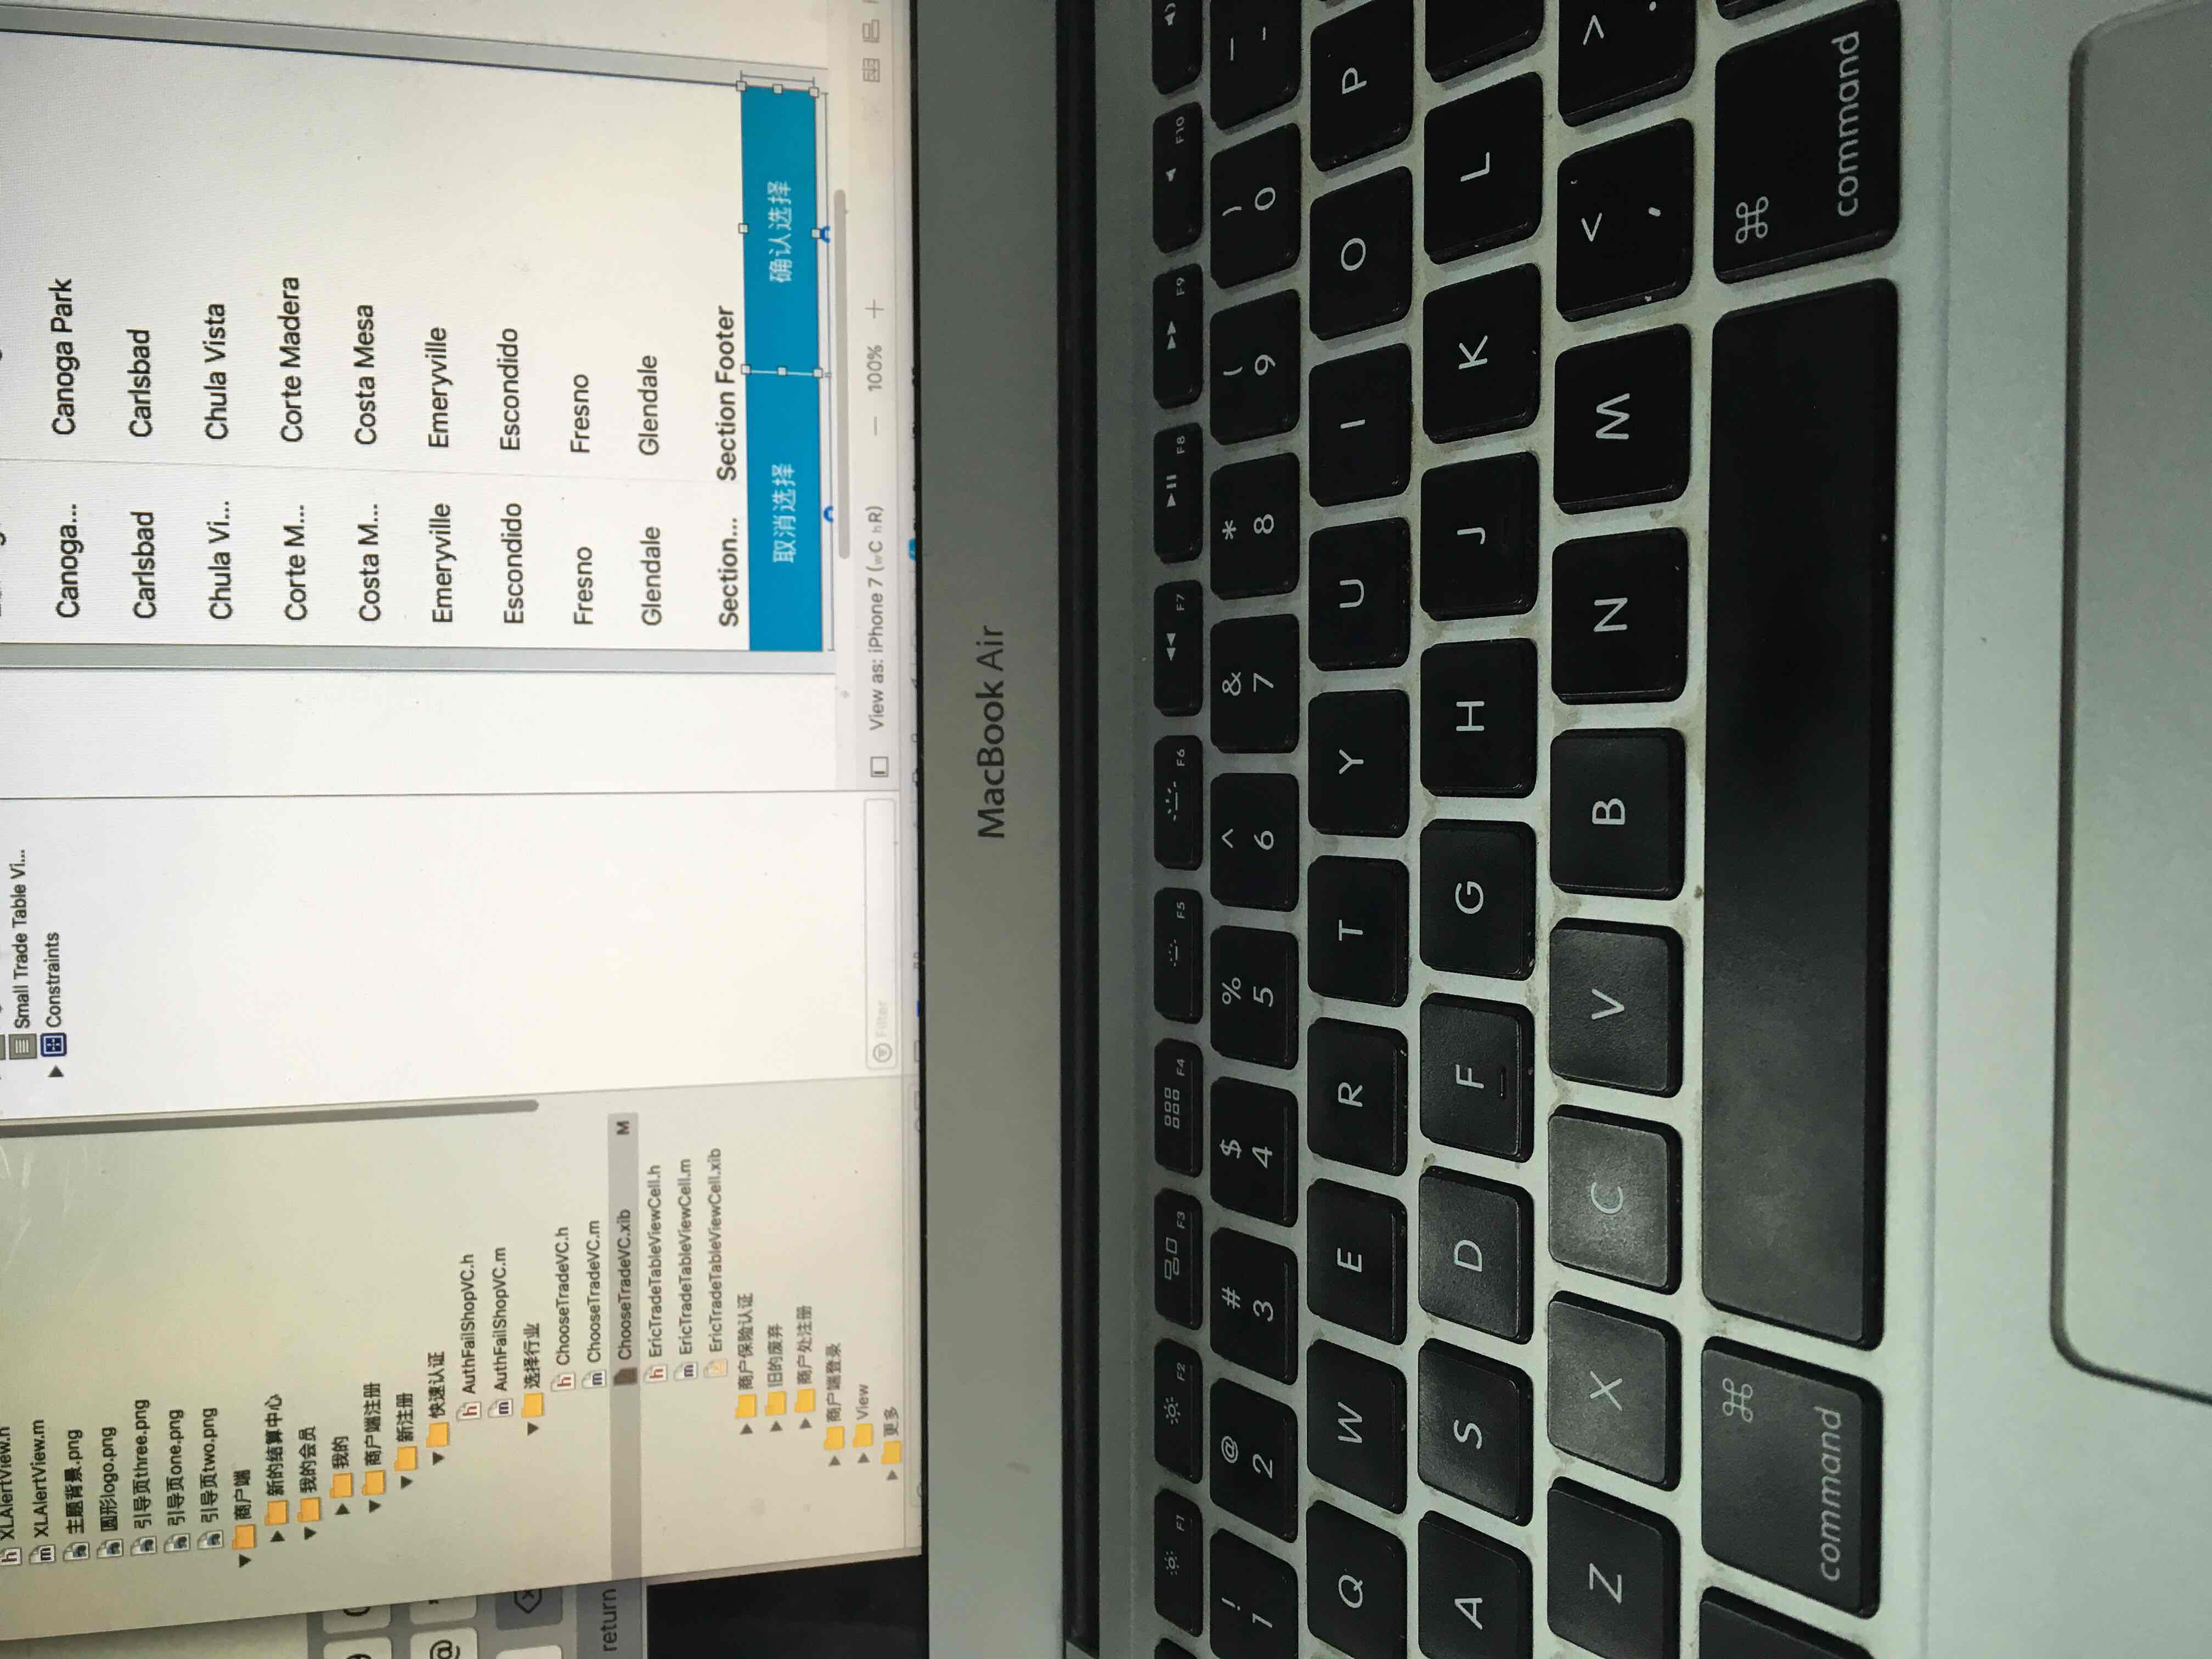 XLAlertView.h
XLAlertView.m
主题背景.png
圆形logo.png
引导页three.png
引导页one.png
引导页two.png
商户端
新的结算中心
我的会员
我的
商户端注册
新注册
快速认证
AuthFailShopVC.h
AuthFailShopVC.m
选择行业
ChooseTradeVC.h
ChooseTradeVC.m
ChooseTradeVC.xib M
EricTradeTableViewCell.h
EricTradeTableViewCell.m
EricTradeTableViewCell.xib
商户保险认证
旧的废弃
商户处注册
商户端登录
View
更多
Small Trade Table Vi...
Constraints
Filter
Canoga... Canoga Park
Carlsbad Carlsbad
Chula Vi... Chula Vista
Corte M... Corte Madera
Costa M... Costa Mesa
Emeryville Emeryville
Escondido Escondido
Fresno Fresno
Glendale Glendale
Section... Section Footer
取消选择 确认选择
View as: iPhone 7 (wC hR) — 100% +
@
return
MacBook Air
F1 F2 F3 F4 F5 F6 F7 F8 F9 F10
! @ # $ % ^ & * ( ) —
1 2 3 4 5 6 7 8 9 0 -
Q W E R T Y U I O P
A S D F G H J K L
Z X C V B N M < >
, .
⌘ ⌘
command command